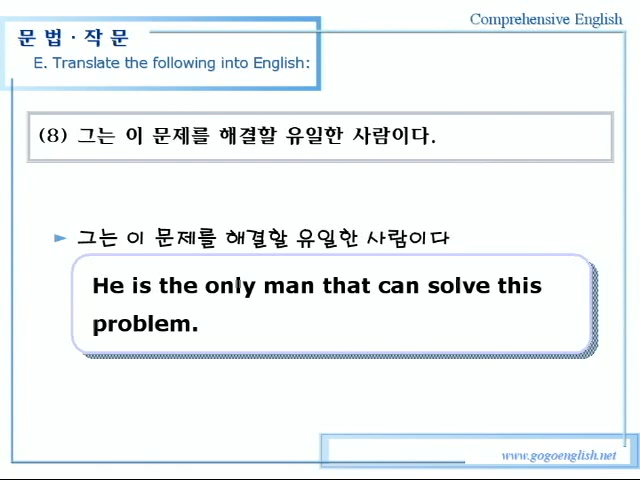 Comprehensive English
문 법 · 작 문
E. Translate the following into English:
(8) 그는 이 문제를 해결할 유일한 사람이다.
► 그는 이 문제를 해결할 유일한 사람이다
He is the only man that can solve this
problem.
www.gogoenglish.net